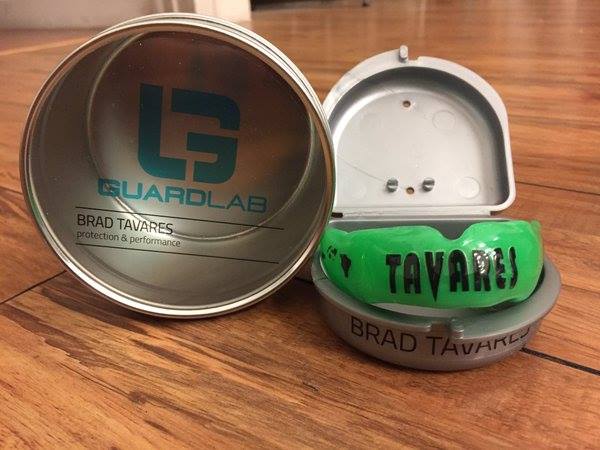 GUARDLAB
BRAD TAVARES
protection & performance
TAVARES
BRAD TAVARES